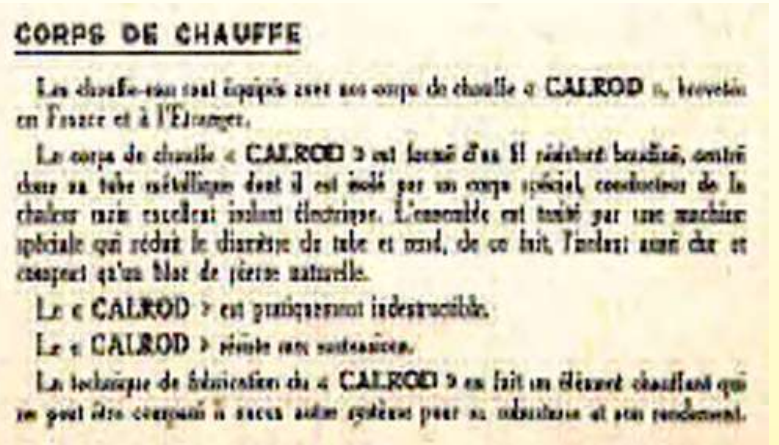 CORPS DE CHAUFFE
Les chauffe-eau sont équipés avec nos corps de chauffe « CALROD », brevetés
en France et à l'Etranger.
Le corps de chauffe « CALROD » est formé d'un fil résistant boudiné, centré
dans un tube métallique dont il est isolé par un corps spécial, conducteur de la
chaleur mais excellent isolant électrique. L'ensemble est traité par une machine
spéciale qui réduit le diamètre du tube et rend, de ce fait, l'isolant aussi dur et
compact qu'un bloc de pierre naturelle.
Le « CALROD » est pratiquement indestructible.
Le « CALROD » résiste aux
La technique de fabrication du « CALROD » en fait un élément chauffant qui
ne peut être comparé à aucun autre système pour sa robustesse et son rendement.